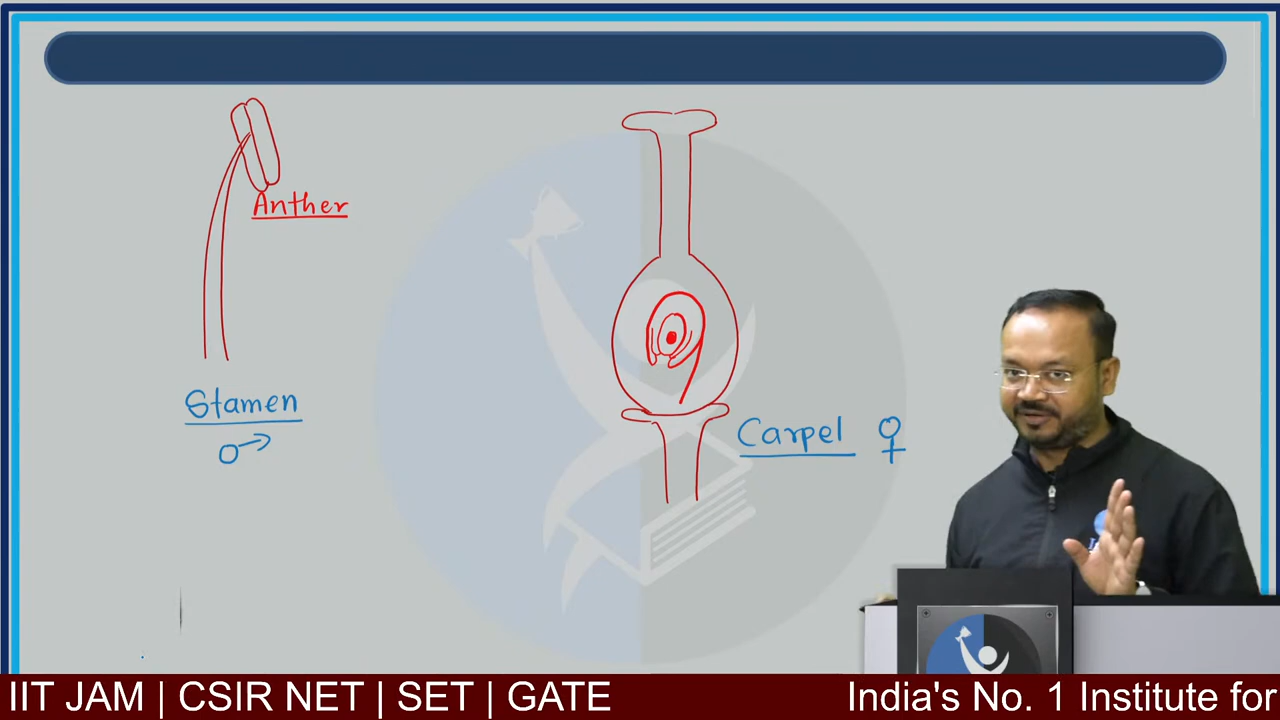 Anther
Stamen
Carpel ♀
IIT JAM | CSIR NET | SET | GATE
India's No. 1 Institute for